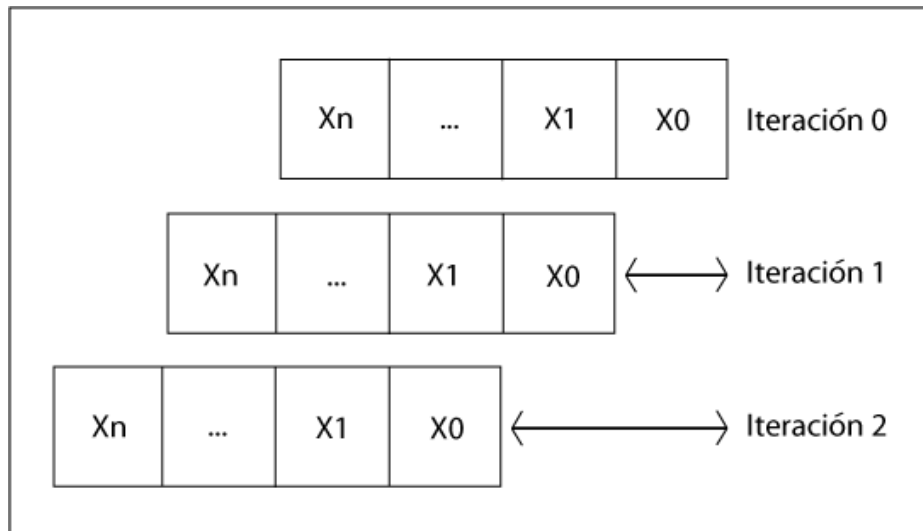 Xn ... X1 X0 Iteración 0
Xn ... X1 X0 Iteración 1
Xn ... X1 X0 Iteración 2